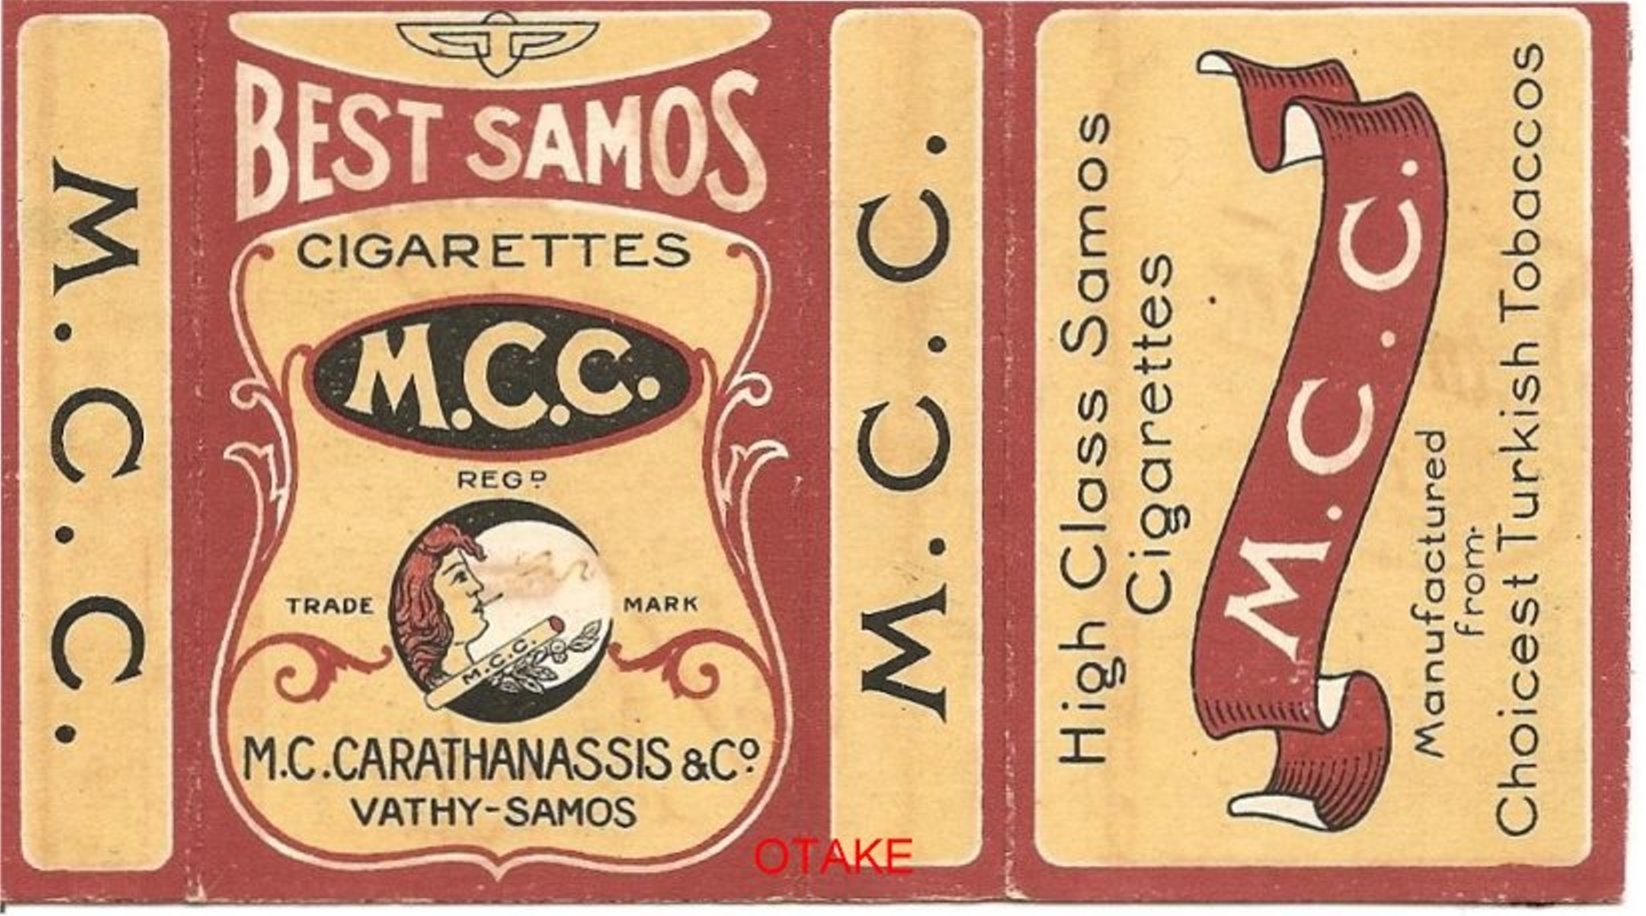 M.C.C.
BEST SAMOS
CIGARETTES
M.C.C.
REGD
TRADE MARK
M.C.C.
M.C.CARATHANASSIS &Cº
VATHY-SAMOS
M.C.C.
High Class Samos
Cigarettes
M.C.C.
Manufactured
from
Choicest Turkish Tobaccos
OTAKE